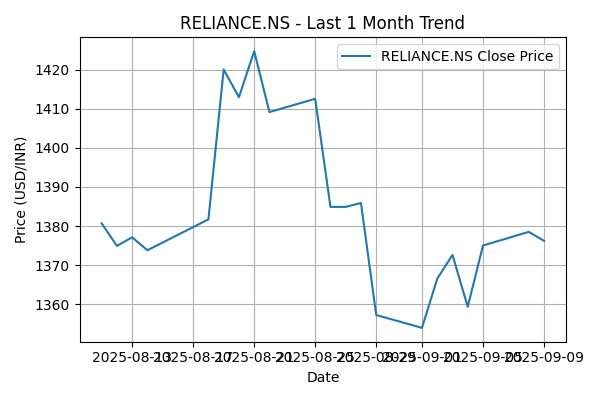 RELIANCE.NS - Last 1 Month Trend
RELIANCE.NS Close Price
Price (USD/INR)
1420
1410
1400
1390
1380
1370
1360
2025-08-13 2025-08-17 2025-08-21 2025-08-25 2025-08-29 2025-09-01 2025-09-05 2025-09-09
Date